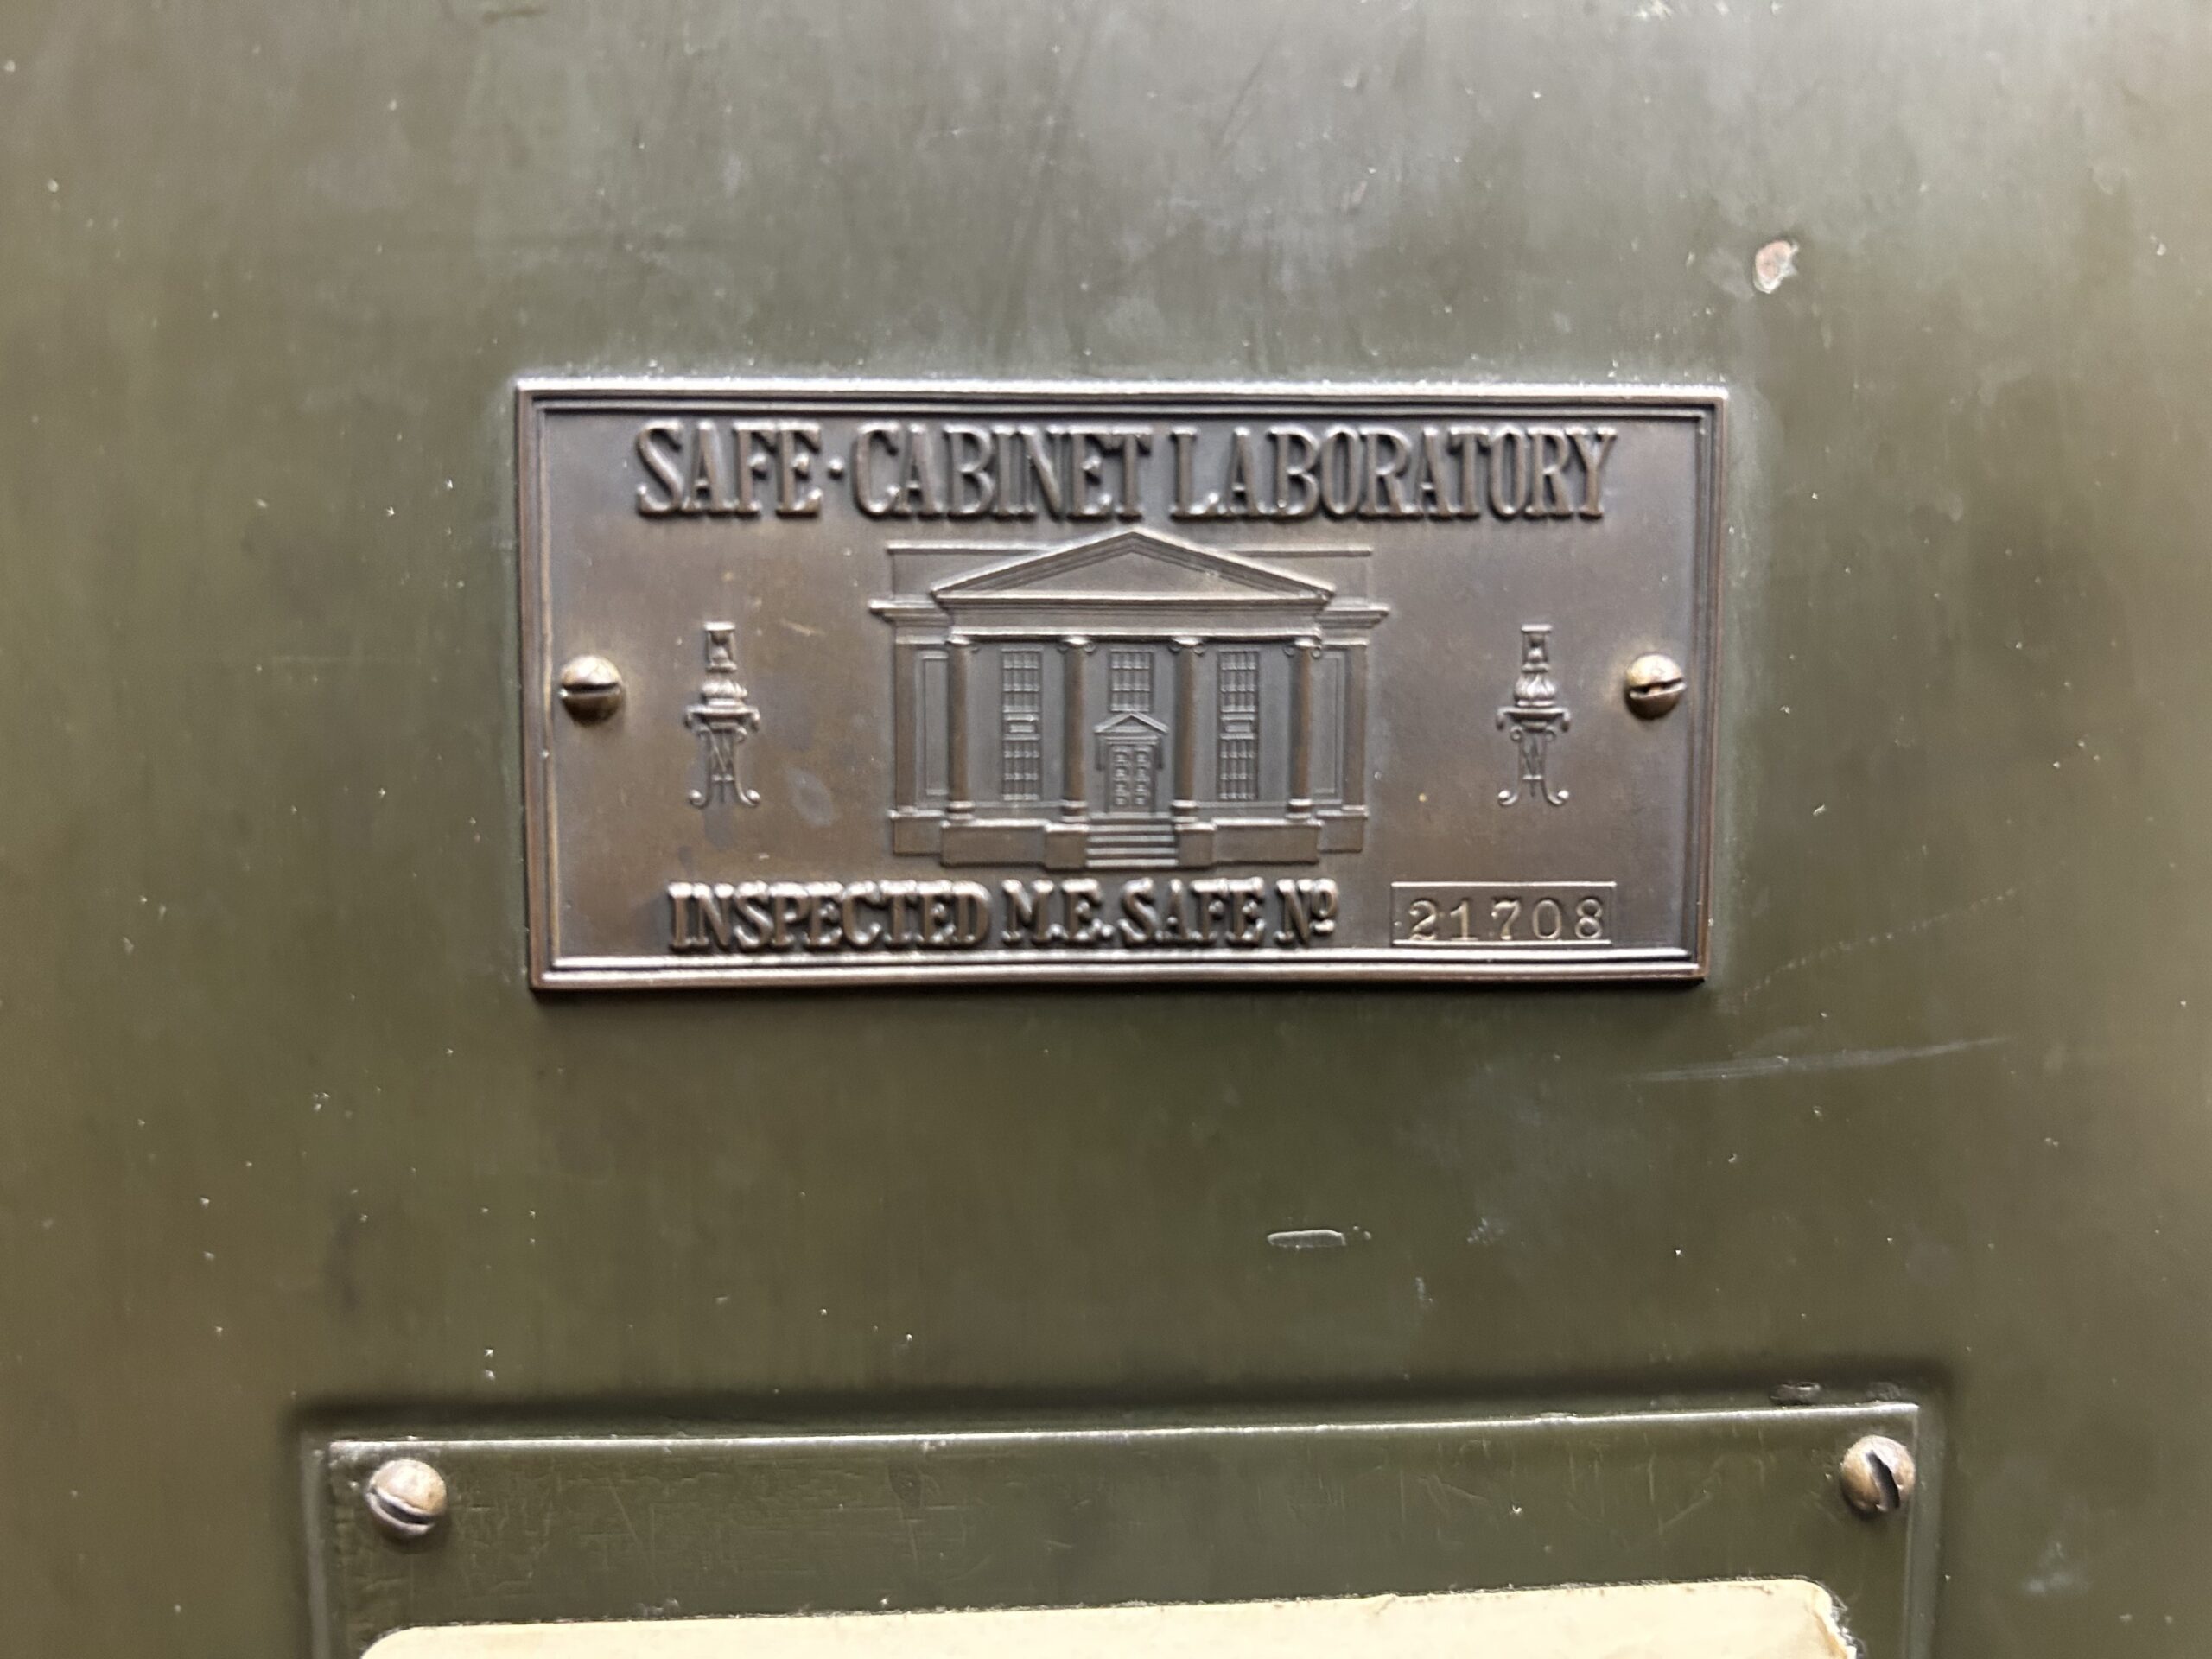 SAFE·CABINET LABORATORY
INSPECTED M.E. SAFE Nº 21708